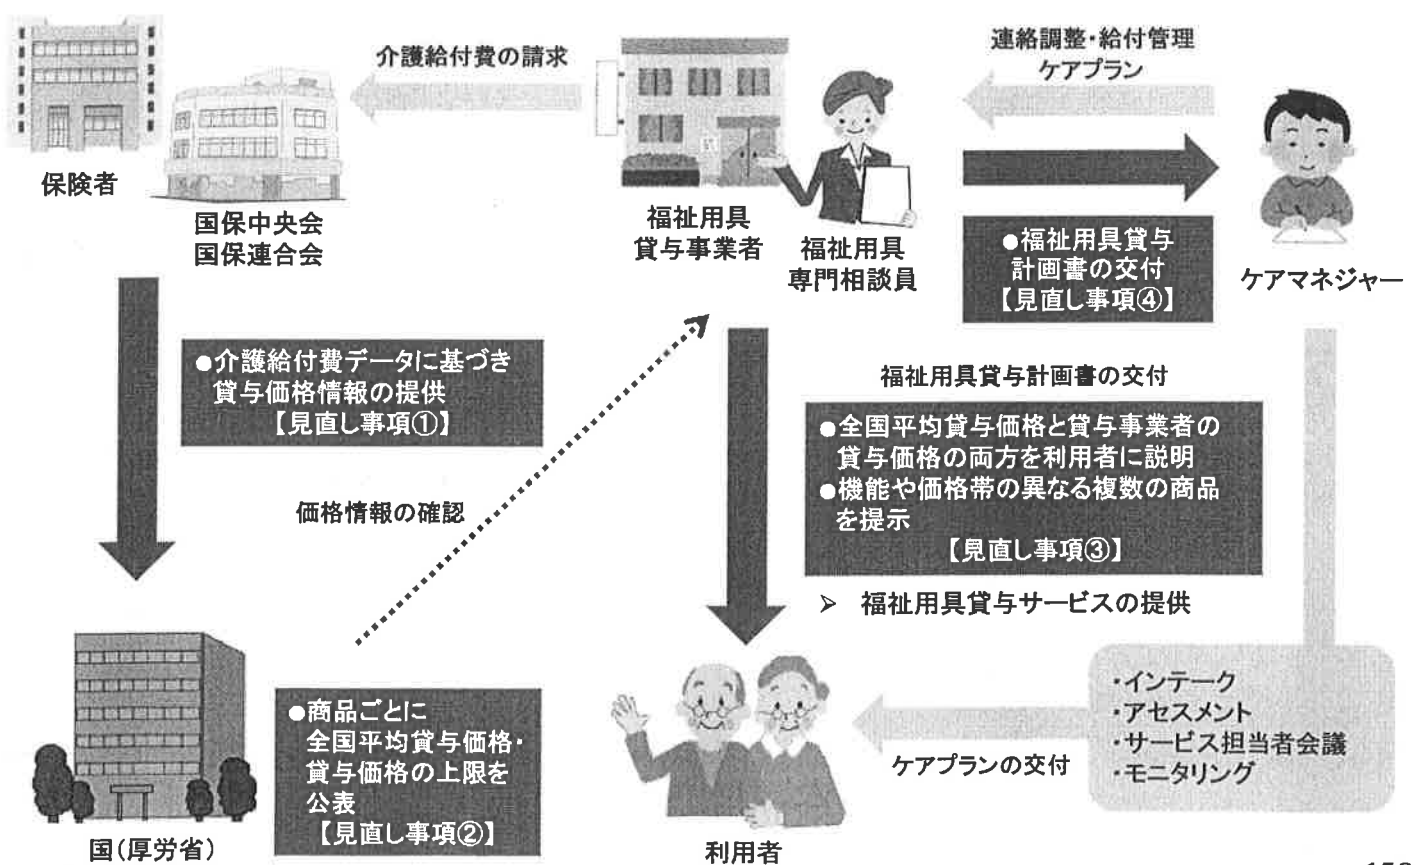 介護給付費の請求
連絡調整・給付管理
ケアプラン
保険者
国保中央会
国保連合会
福祉用具
貸与事業者
福祉用具
専門相談員
●福祉用具貸与
計画書の交付
【見直し事項④】
ケアマネジャー
●介護給付費データに基づき
貸与価格情報の提供
【見直し事項①】
価格情報の確認
福祉用具貸与計画書の交付
●全国平均貸与価格と貸与事業者の
貸与価格の両方を利用者に説明
●機能や価格帯の異なる複数の商品
を提示
【見直し事項③】
➢ 福祉用具貸与サービスの提供
●商品ごとに
全国平均貸与価格・
貸与価格の上限を
公表
【見直し事項②】
国(厚労省)
利用者
ケアプランの交付
・インテーク
・アセスメント
・サービス担当者会議
・モニタリング